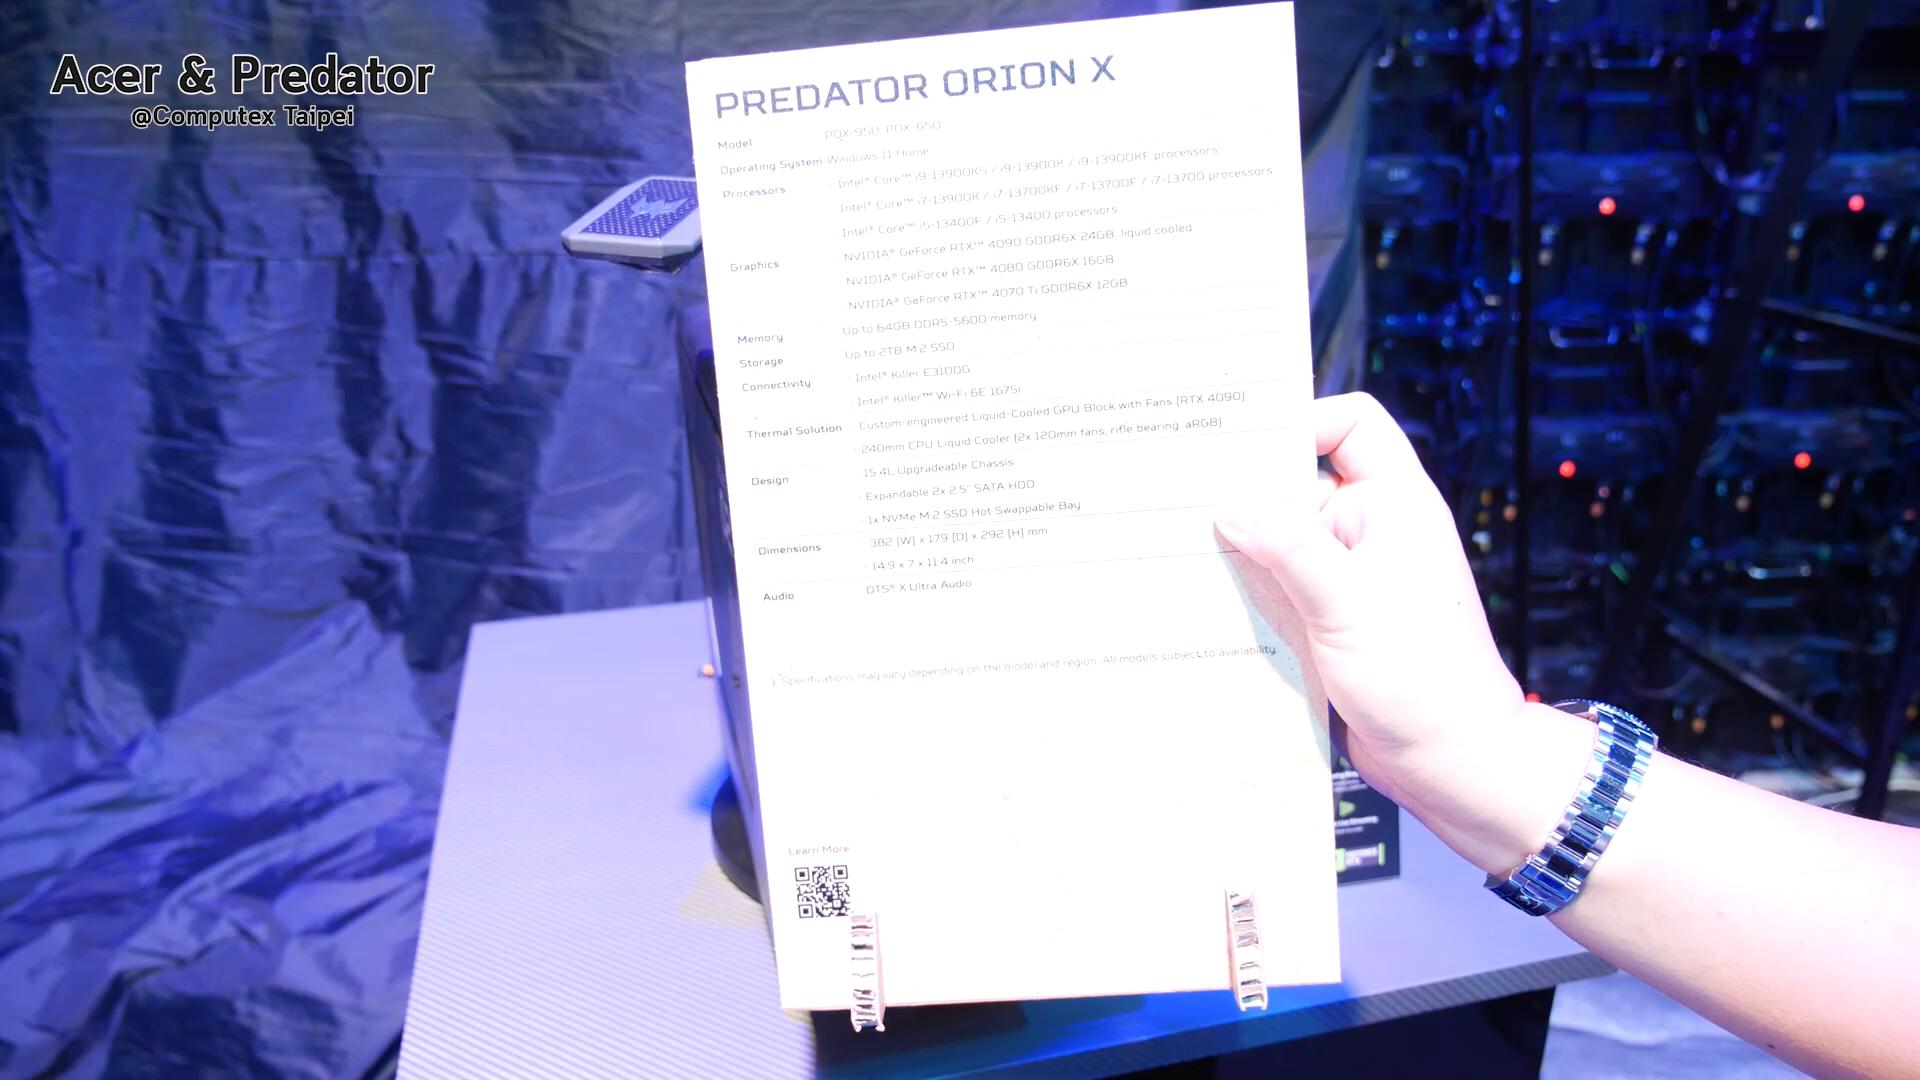 Acer & Predator
@Computex Taipei
PREDATOR ORION X
Model POX-950, POX-650
Operating System Windows 11 Home
Processors · Intel® Core™ i9-13900KS / i9-13900K / i9-13900KF processors
Intel® Core™ i7-13900K / i7-13700KF / i7-13700F / i7-13700 processors
Intel® Core™ i5-13400F / i5-13400 processors
Graphics · NVIDIA® GeForce RTX™ 4090 GDDR6X 24GB, liquid cooled
NVIDIA® GeForce RTX™ 4080 GDDR6X 16GB
· NVIDIA® GeForce RTX™ 4070 Ti GDDR6X 12GB
Memory Up to 64GB DDR5-5600 memory
Storage Up to 2TB M.2 SSD
Connectivity · Intel® Killer E3100G
· Intel® Killer™ Wi-Fi 6E 1675i
Thermal Solution · Custom-engineered Liquid-Cooled GPU Block with Fans [RTX 4090]
· 240mm CPU Liquid Cooler [2x 120mm fans, rifle bearing, aRGB]
Design · 15.4L Upgradeable Chassis
· Expandable 2x 2.5" SATA HDD
· 1x NVMe M.2 SSD Hot Swappable Bay
Dimensions · 382 [W] x 179 [D] x 292 [H] mm
· 14.9 x 7 x 11.4 inch
Audio DTS® X Ultra Audio
1 Specifications may vary depending on the model and region. All models subject to availability.
Learn More